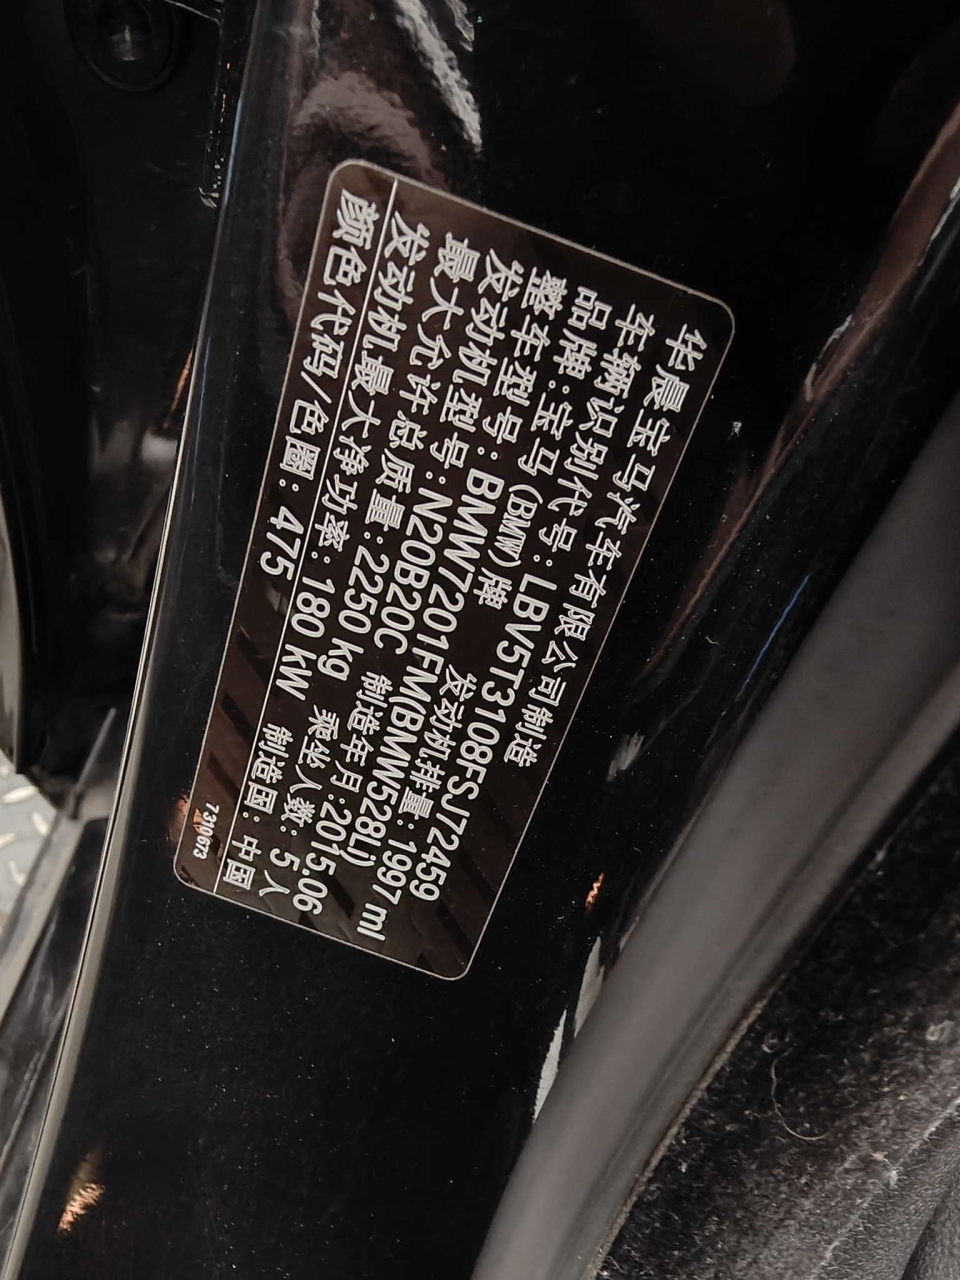 华晨宝马汽车有限公司制造
车辆识别代号: LBV5T3108FSJ72459
品牌:宝马 (BMW) 牌 发动机排量:1997 ml
整车型号: BMW7201FM(BMW528Li)
发动机型号:N20B20C 制造年月:2015.06
最大允许总质量:2250 kg 乘坐人数: 5 人
发动机最大净功率: 180 kW 制造国: 中国
颜色代码/色圈: 475 7310673